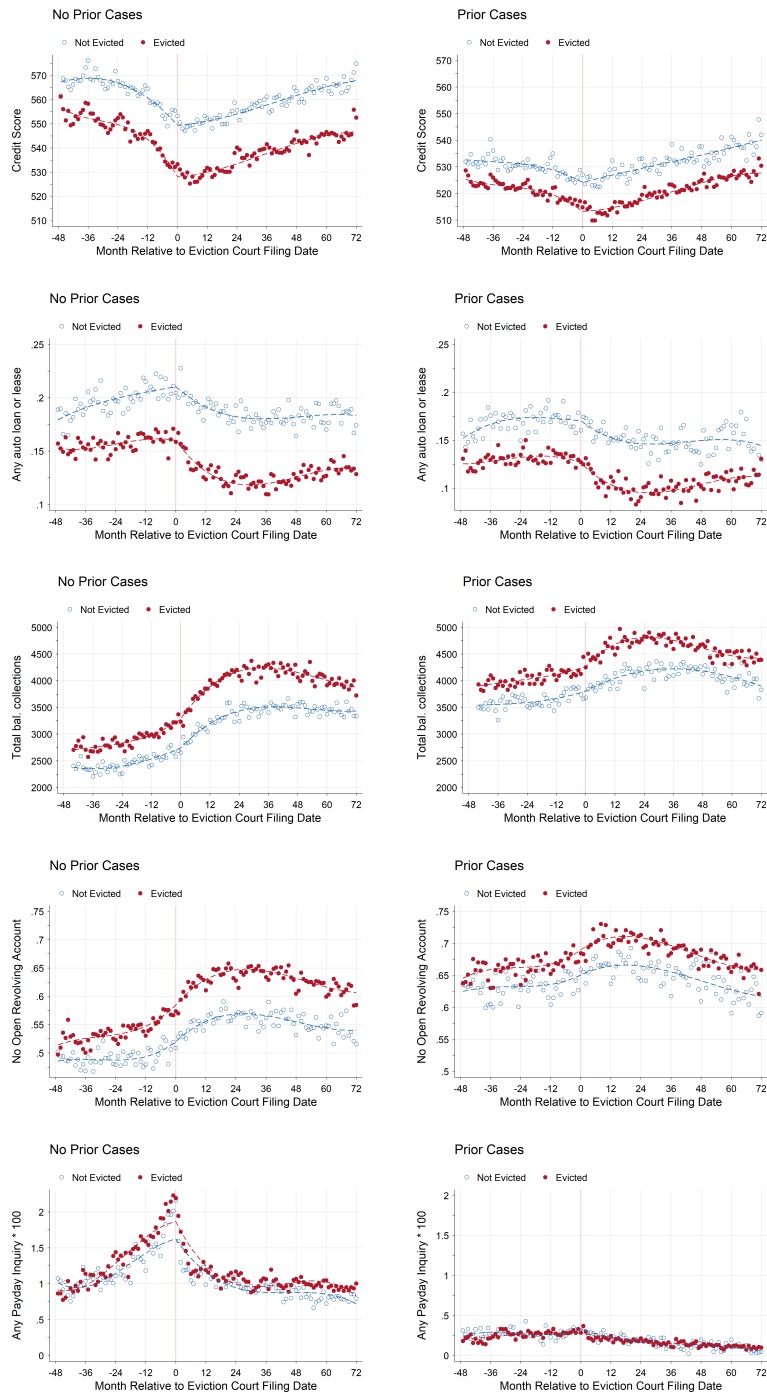 No Prior Cases
Not Evicted Evicted
Credit Score
570
560
550
540
530
520
510
-48 -36 -24 -12 0 12 24 36 48 60 72
Month Relative to Eviction Court Filing Date
Prior Cases
Not Evicted Evicted
Credit Score
570
560
550
540
530
520
510
-48 -36 -24 -12 0 12 24 36 48 60 72
Month Relative to Eviction Court Filing Date
No Prior Cases
Not Evicted Evicted
Any auto loan or lease
.25
.2
.15
.1
-48 -36 -24 -12 0 12 24 36 48 60 72
Month Relative to Eviction Court Filing Date
Prior Cases
Not Evicted Evicted
Any auto loan or lease
.25
.2
.15
.1
-48 -36 -24 -12 0 12 24 36 48 60 72
Month Relative to Eviction Court Filing Date
No Prior Cases
Not Evicted Evicted
Total bal. collections
5000
4500
4000
3500
3000
2500
2000
-48 -36 -24 -12 0 12 24 36 48 60 72
Month Relative to Eviction Court Filing Date
Prior Cases
Not Evicted Evicted
Total bal. collections
5000
4500
4000
3500
3000
2500
2000
-48 -36 -24 -12 0 12 24 36 48 60 72
Month Relative to Eviction Court Filing Date
No Prior Cases
Not Evicted Evicted
No Open Revolving Account
.75
.7
.65
.6
.55
.5
-48 -36 -24 -12 0 12 24 36 48 60 72
Month Relative to Eviction Court Filing Date
Prior Cases
Not Evicted Evicted
No Open Revolving Account
.75
.7
.65
.6
.55
.5
-48 -36 -24 -12 0 12 24 36 48 60 72
Month Relative to Eviction Court Filing Date
No Prior Cases
Not Evicted Evicted
Any Payday Inquiry * 100
2
1.5
1
.5
0
-48 -36 -24 -12 0 12 24 36 48 60 72
Month Relative to Eviction Court Filing Date
Prior Cases
Not Evicted Evicted
Any Payday Inquiry * 100
2
1.5
1
.5
0
-48 -36 -24 -12 0 12 24 36 48 60 72
Month Relative to Eviction Court Filing Date